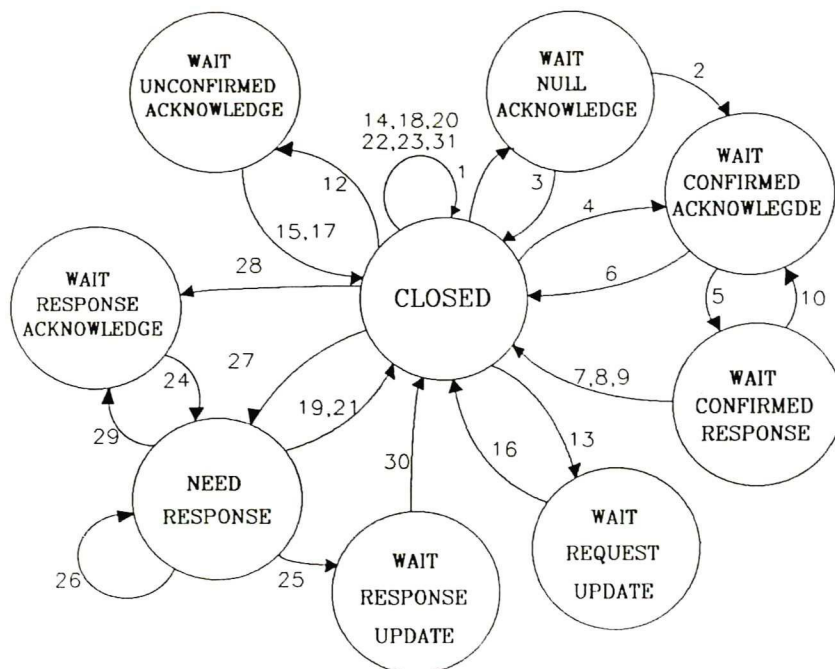 WAIT
UNCONFIRMED
ACKNOWLEDGE
WAIT
NULL
ACKNOWLEDGE
2
14,18,20
22,23,31
1
12
3
WAIT
CONFIRMED
ACKNOWLEGDE
4
15,17
WAIT
RESPONSE
ACKNOWLEDGE
28
CLOSED
6
5
10
27
24
19,21
7,8,9
WAIT
CONFIRMED
RESPONSE
29
13
16
30
NEED
RESPONSE
26
25
WAIT
RESPONSE
UPDATE
WAIT
REQUEST
UPDATE